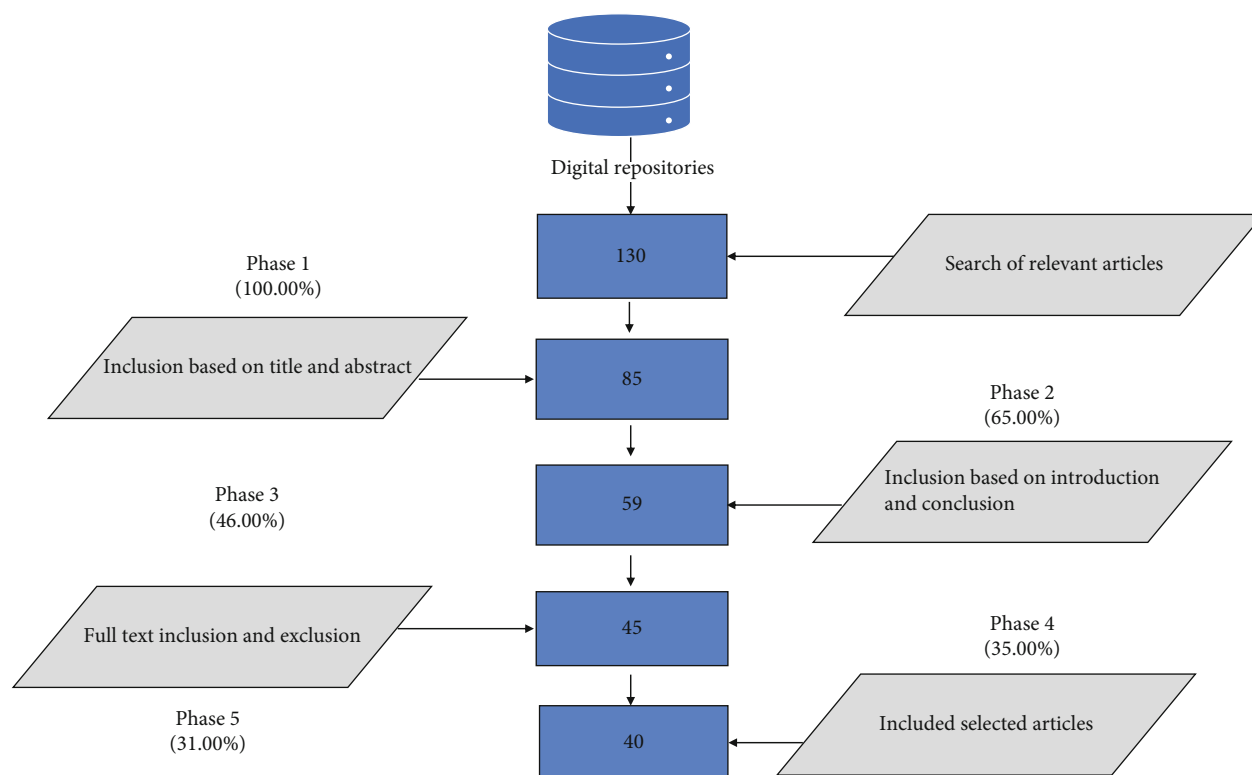 Digital repositories
130
Search of relevant articles
Phase 1
(100.00%)
Inclusion based on title and abstract
85
Phase 2
(65.00%)
Inclusion based on introduction
and conclusion
59
Phase 3
(46.00%)
Full text inclusion and exclusion
45
Phase 4
(35.00%)
Included selected articles
40
Phase 5
(31.00%)